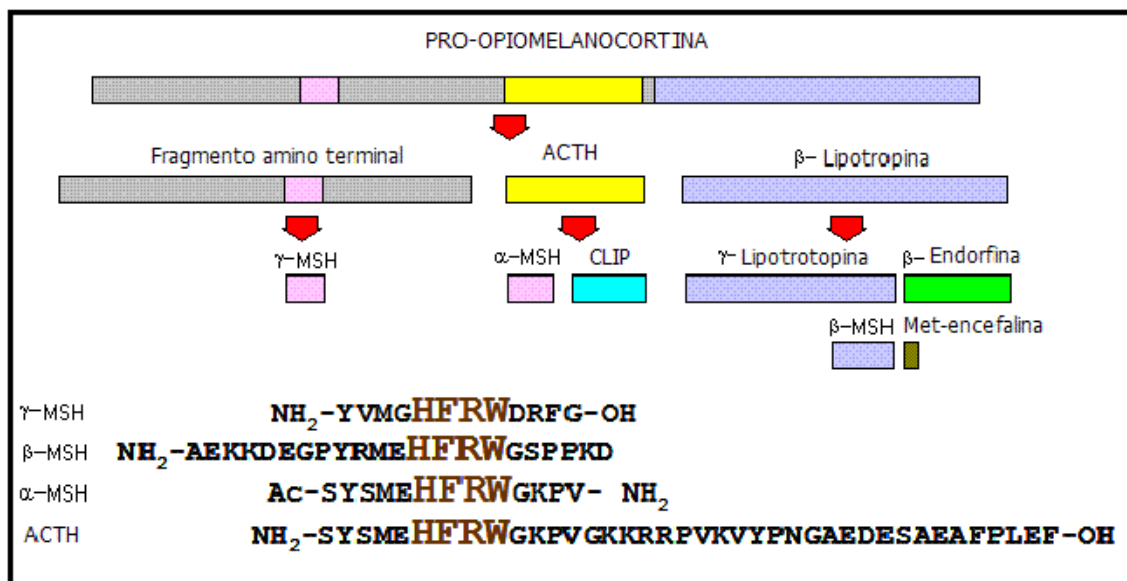 PRO-OPIOMELANOCORTINA
Fragmento amino terminal ACTH β- Lipotropina
γ-MSH α-MSH CLIP γ- Lipotrotopina β- Endorfina
β-MSH Met-encefalina
γ-MSH NH2-YVMGHFRWDRFG-OH
β-MSH NH2-AEKKDEGPYRMEHFRWGSPPKD
α-MSH Ac-SYSMEHFRWGKPV- NH2
ACTH NH2-SYSMEHFRWGKPVGKKRRPVKVYPNGAEDESAEAFPLEF-OH